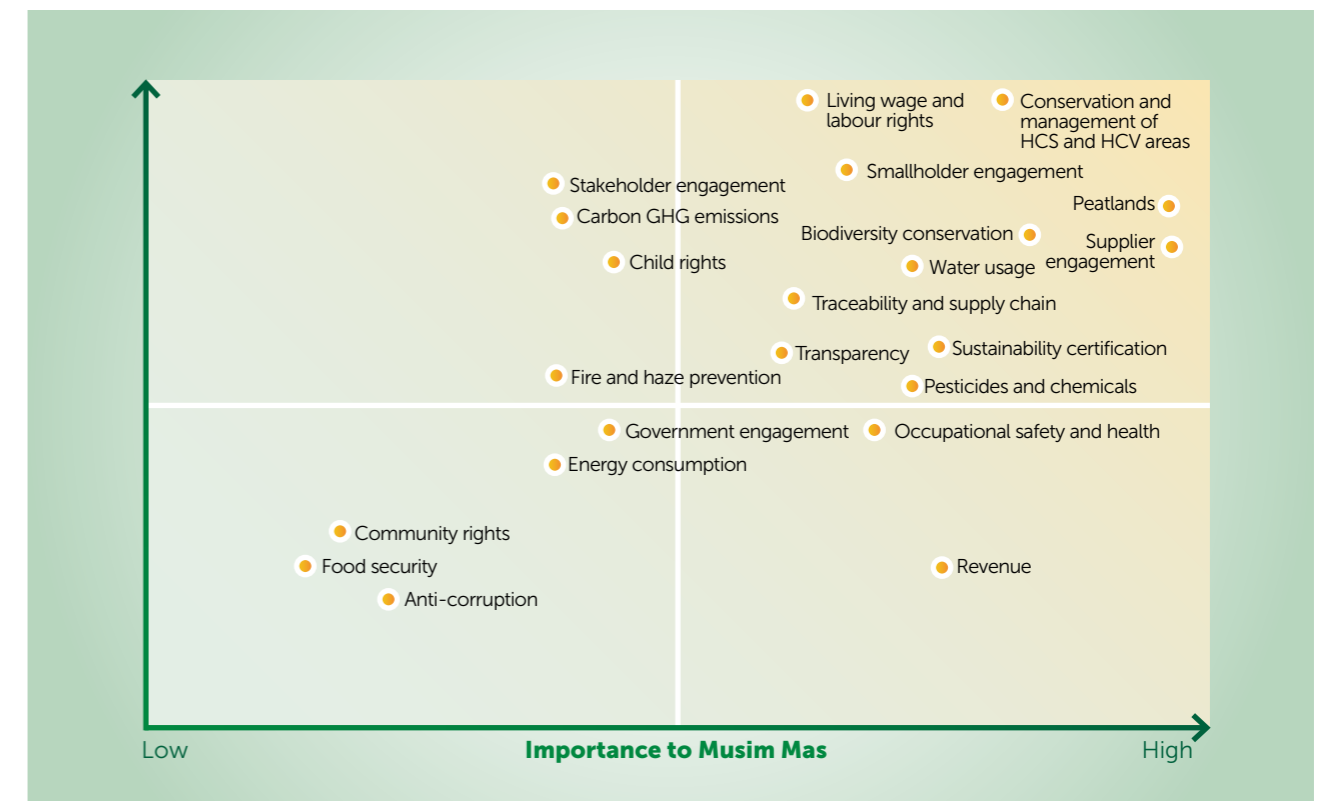 Living wage and
labour rights
Conservation and
management of
HCS and HCV areas
Smallholder engagement
Stakeholder engagement
Peatlands
Carbon GHG emissions
Biodiversity conservation
Supplier
engagement
Child rights
Water usage
Traceability and supply chain
Transparency
Sustainability certification
Fire and haze prevention
Pesticides and chemicals
Government engagement
Occupational safety and health
Energy consumption
Community rights
Food security
Revenue
Anti-corruption
Low
Importance to Musim Mas
High